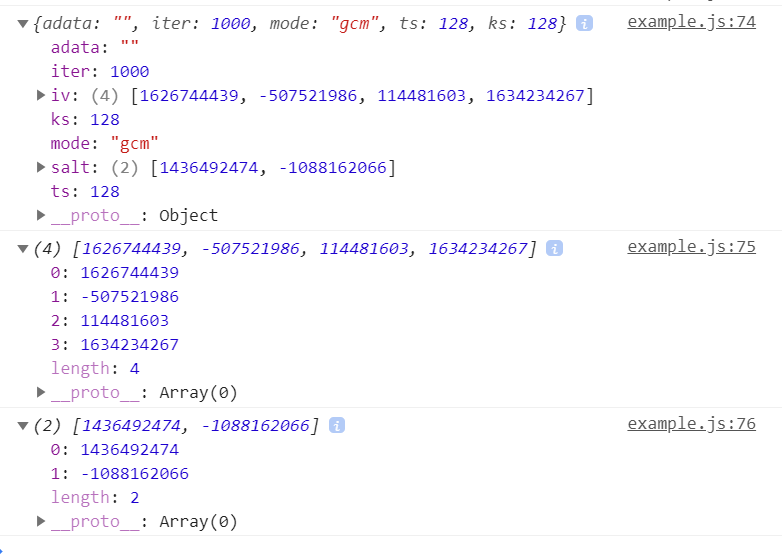 {adata: "", iter: 1000, mode: "gcm", ts: 128, ks: 128} i example.js:74
adata: ""
iter: 1000
iv: (4) [1626744439, -507521986, 114481603, 1634234267]
ks: 128
mode: "gcm"
salt: (2) [1436492474, -1088162066]
ts: 128
__proto__: Object
(4) [1626744439, -507521986, 114481603, 1634234267] i example.js:75
0: 1626744439
1: -507521986
2: 114481603
3: 1634234267
length: 4
__proto__: Array(0)
(2) [1436492474, -1088162066] i example.js:76
0: 1436492474
1: -1088162066
length: 2
__proto__: Array(0)